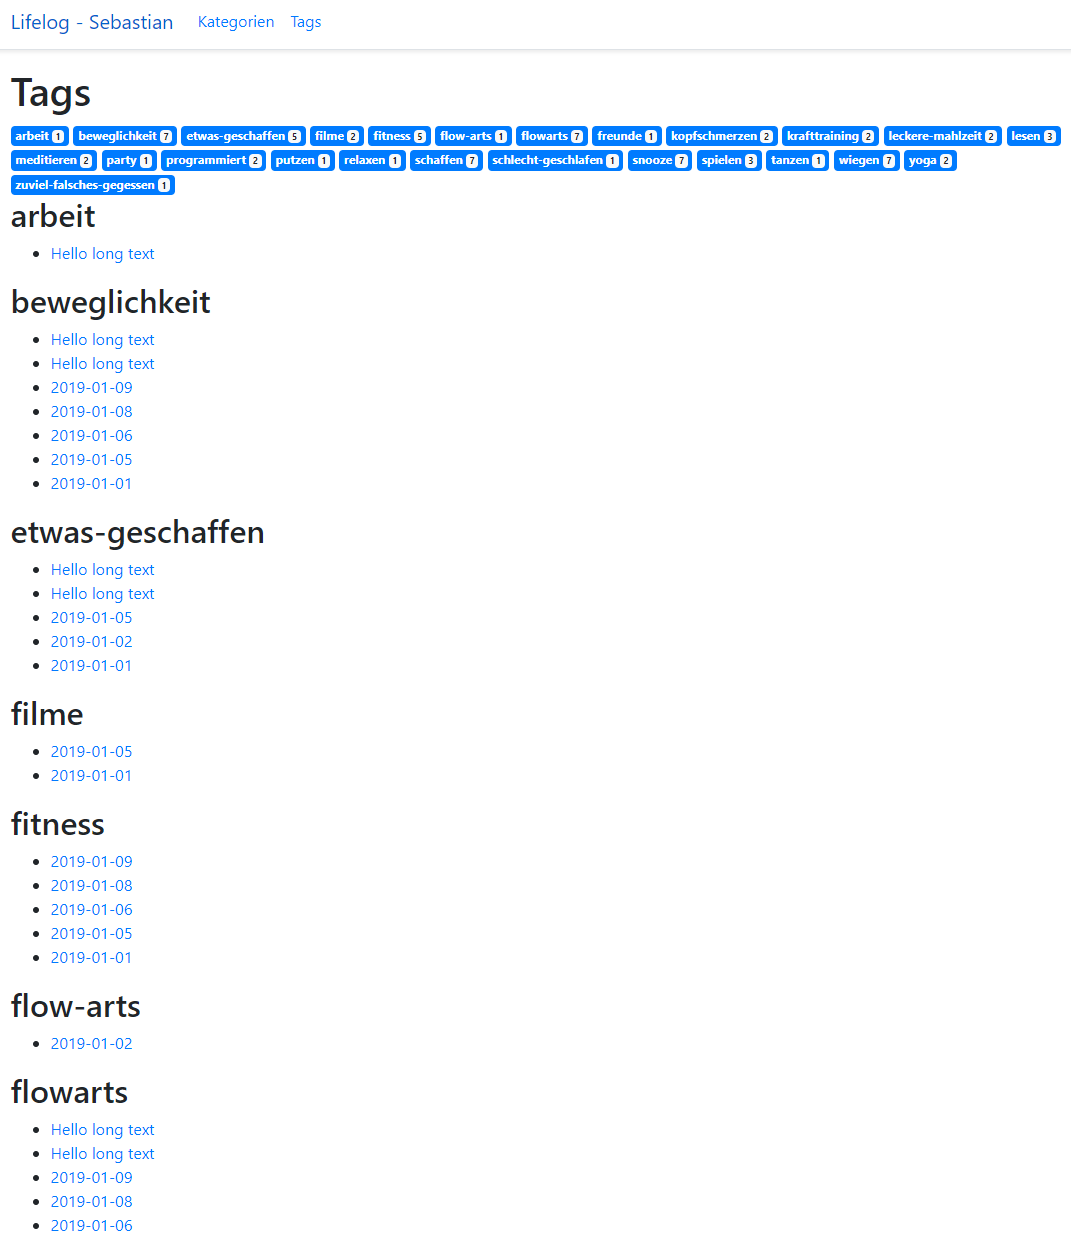 Lifelog - Sebastian Kategorien Tags
Tags
arbeit 1 beweglichkeit 7 etwas-geschaffen 5 filme 2 fitness 5 flow-arts 1 flowarts 7 freunde 1 kopfschmerzen 2 krafttraining 2 leckere-mahlzeit 2 lesen 3
meditieren 2 party 1 programmiert 2 putzen 1 relaxen 1 schaffen 7 schlecht-geschlafen 1 snooze 7 spielen 3 tanzen 1 wiegen 7 yoga 2
zuviel-falsches-gegessen 1
arbeit
Hello long text
beweglichkeit
Hello long text
Hello long text
2019-01-09
2019-01-08
2019-01-06
2019-01-05
2019-01-01
etwas-geschaffen
Hello long text
Hello long text
2019-01-05
2019-01-02
2019-01-01
filme
2019-01-05
2019-01-01
fitness
2019-01-09
2019-01-08
2019-01-06
2019-01-05
2019-01-01
flow-arts
2019-01-02
flowarts
Hello long text
Hello long text
2019-01-09
2019-01-08
2019-01-06